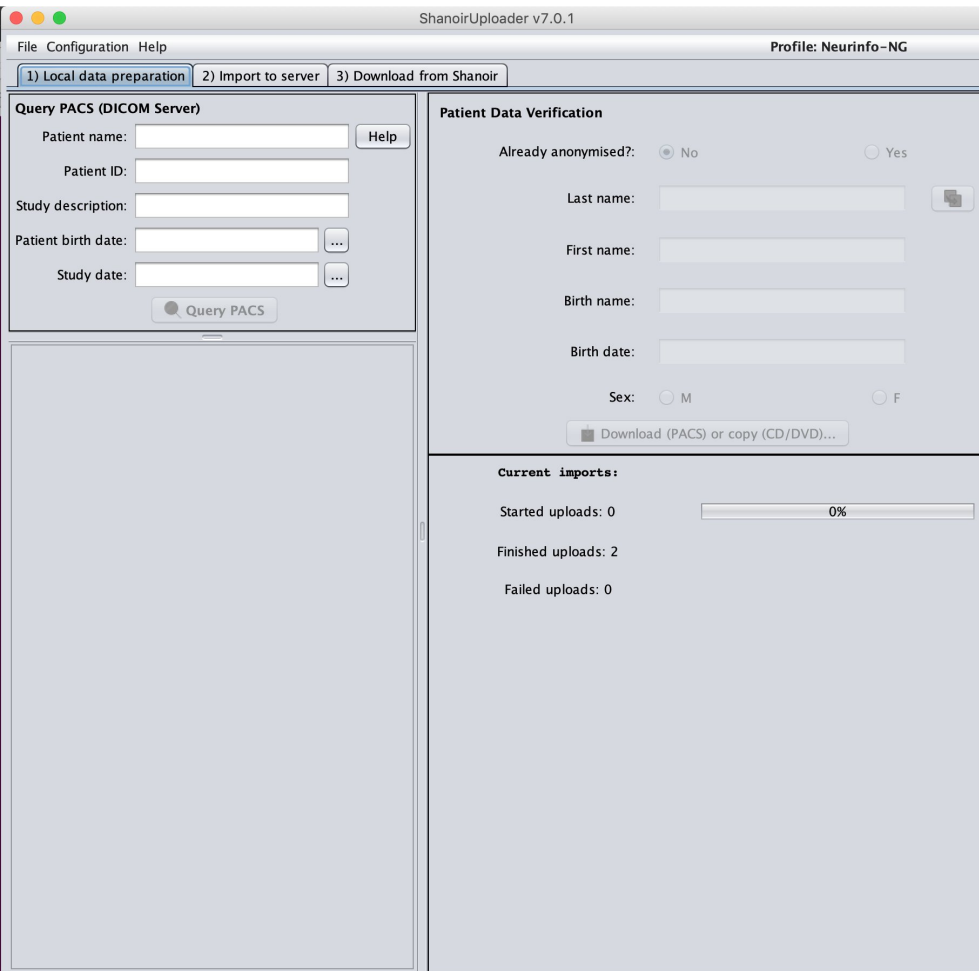 ShanoirUploader v7.0.1
File Configuration Help
Profile: Neurinfo-NG
1) Local data preparation
2) Import to server
3) Download from Shanoir
Query PACS (DICOM Server)
Patient name:
Help
Patient ID:
Study description:
Patient birth date:
...
Study date:
...
Query PACS
Patient Data Verification
Already anonymised?:
No
Yes
Last name:
First name:
Birth name:
Birth date:
Sex:
M
F
Download (PACS) or copy (CD/DVD)...
Current imports:
Started uploads: 0
0%
Finished uploads: 2
Failed uploads: 0